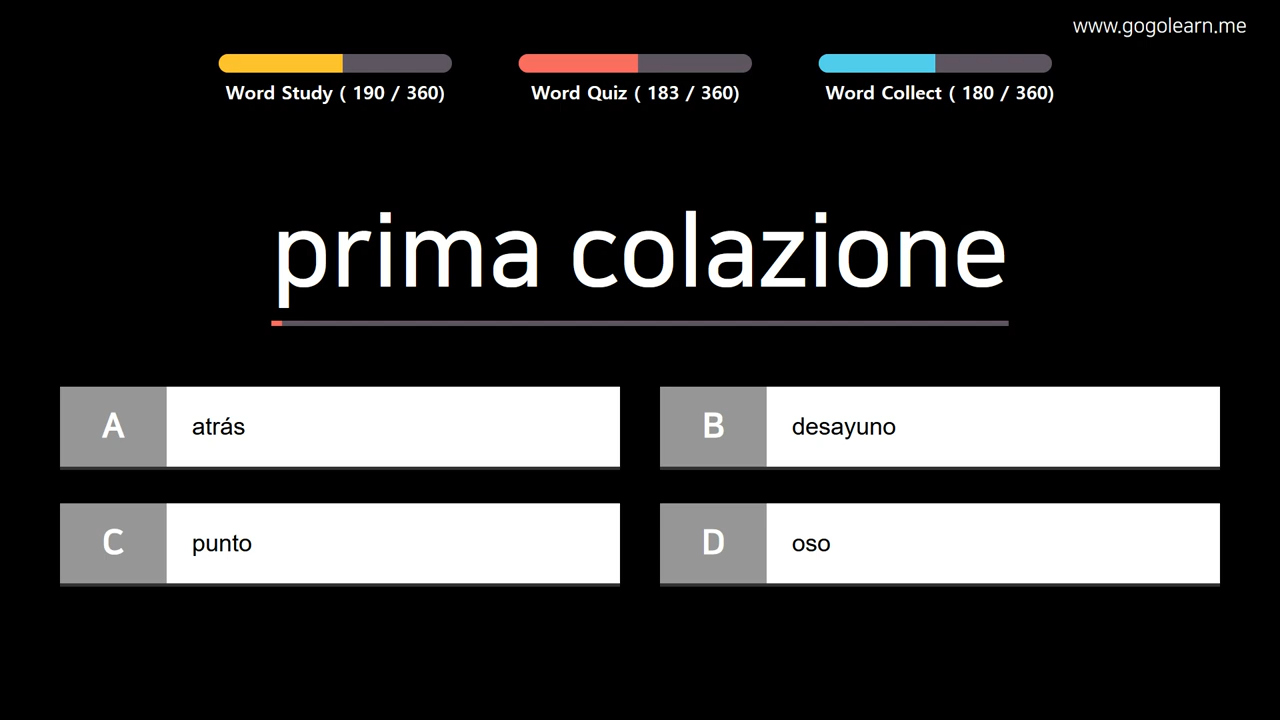 www.gogolearn.me
Word Study ( 190 / 360)
Word Quiz ( 183 / 360)
Word Collect ( 180 / 360)
prima colazione
A atrás
B desayuno
C punto
D oso